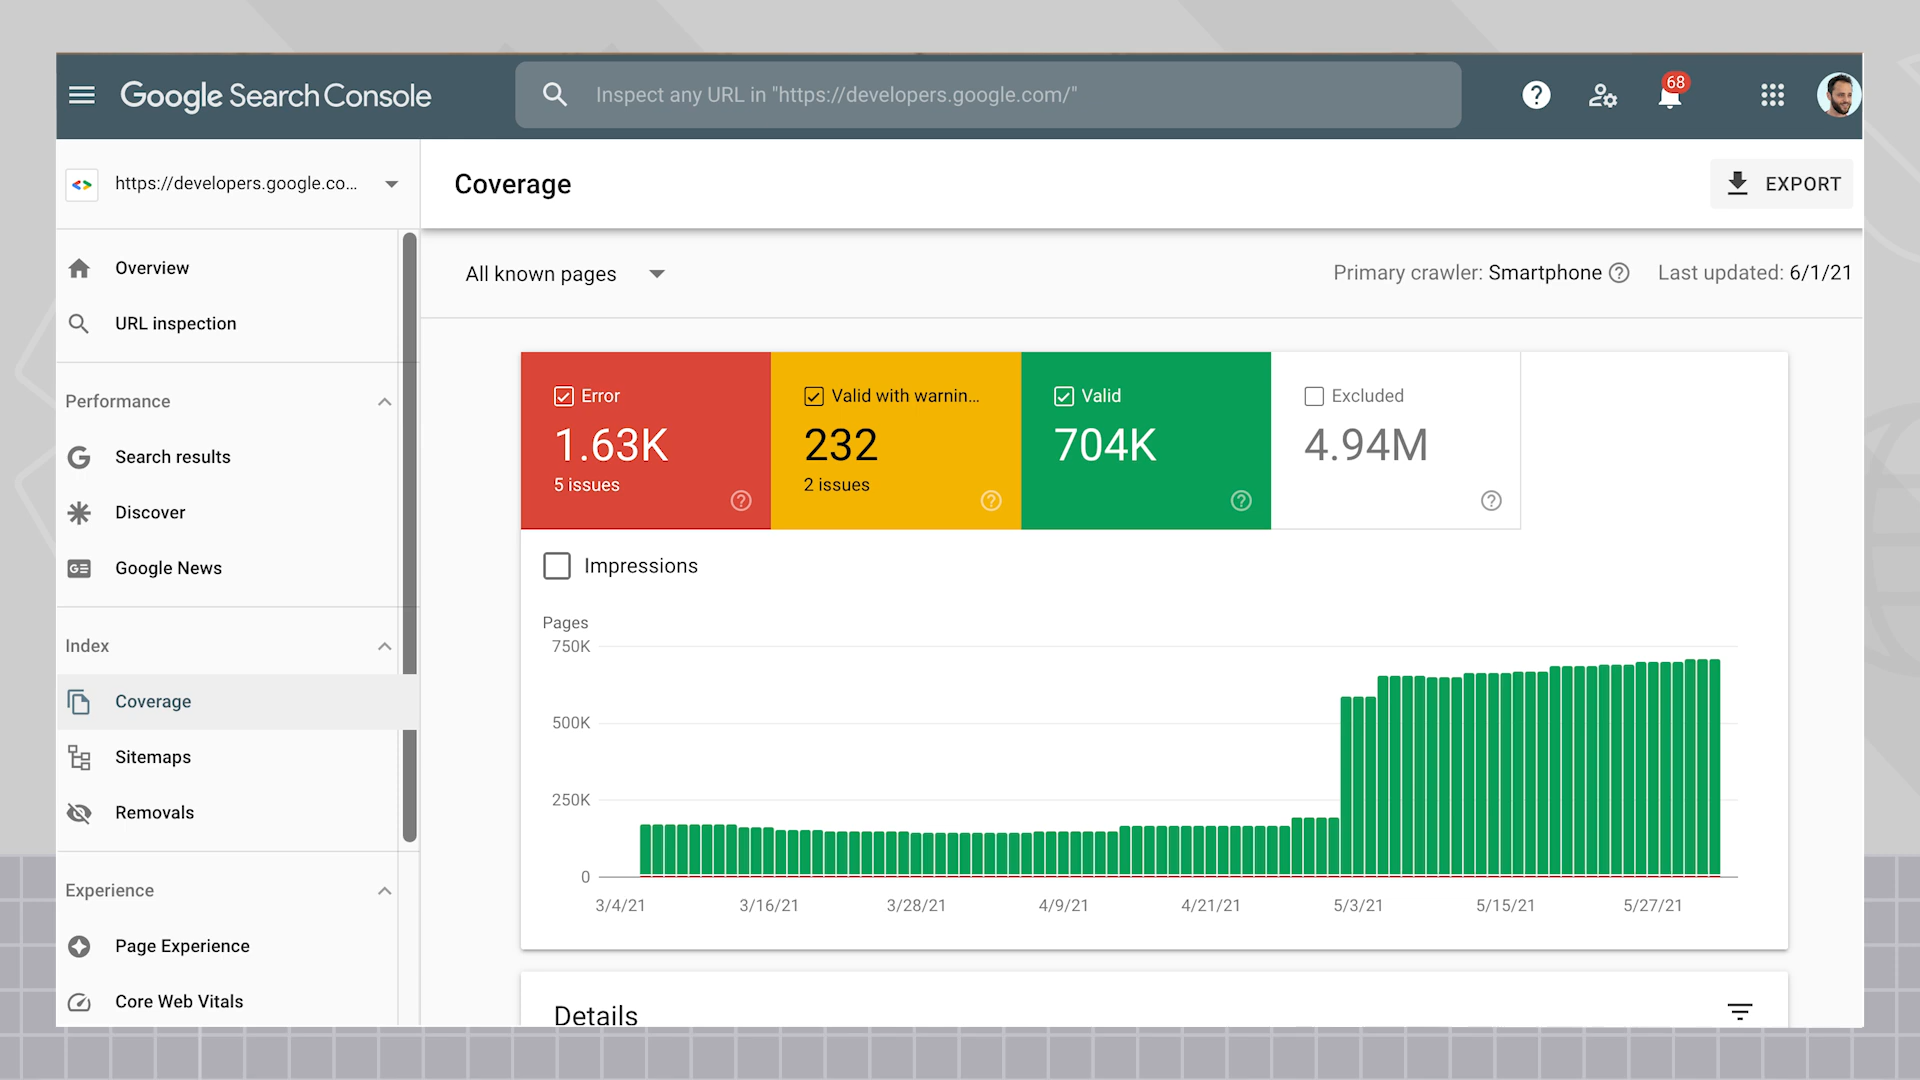 Google Search Console
Inspect any URL in "https://developers.google.com/"
68
https://developers.google.co...
Coverage
EXPORT
Overview
URL inspection
Performance
Search results
Discover
Google News
Index
Coverage
Sitemaps
Removals
Experience
Page Experience
Core Web Vitals
All known pages
Primary crawler: Smartphone
Last updated: 6/1/21
Error
1.63K
5 issues
Valid with warnin...
232
2 issues
Valid
704K
Excluded
4.94M
Impressions
Pages
750K
500K
250K
0
3/4/21 3/16/21 3/28/21 4/9/21 4/21/21 5/3/21 5/15/21 5/27/21
Details